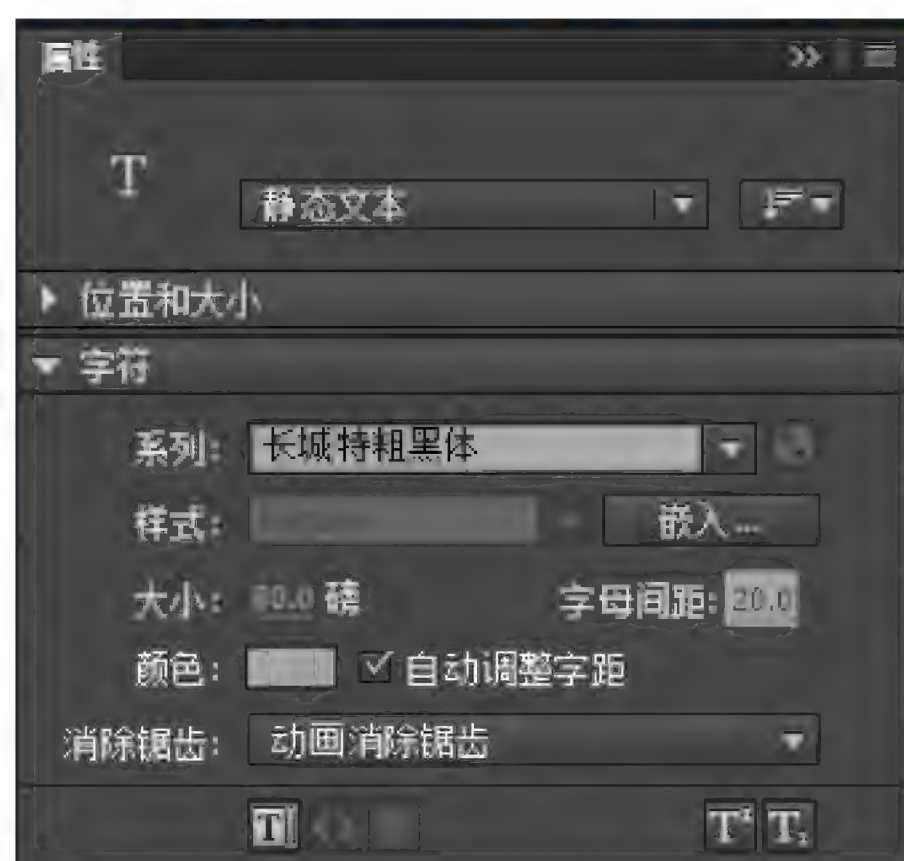 属性
T
静态文本
位置和大小
字符
系列: 长城特粗黑体
样式: 嵌入...
大小: 磅 字母间距: 20.0
颜色: 自动调整字距
消除锯齿: 动画消除锯齿
T T T